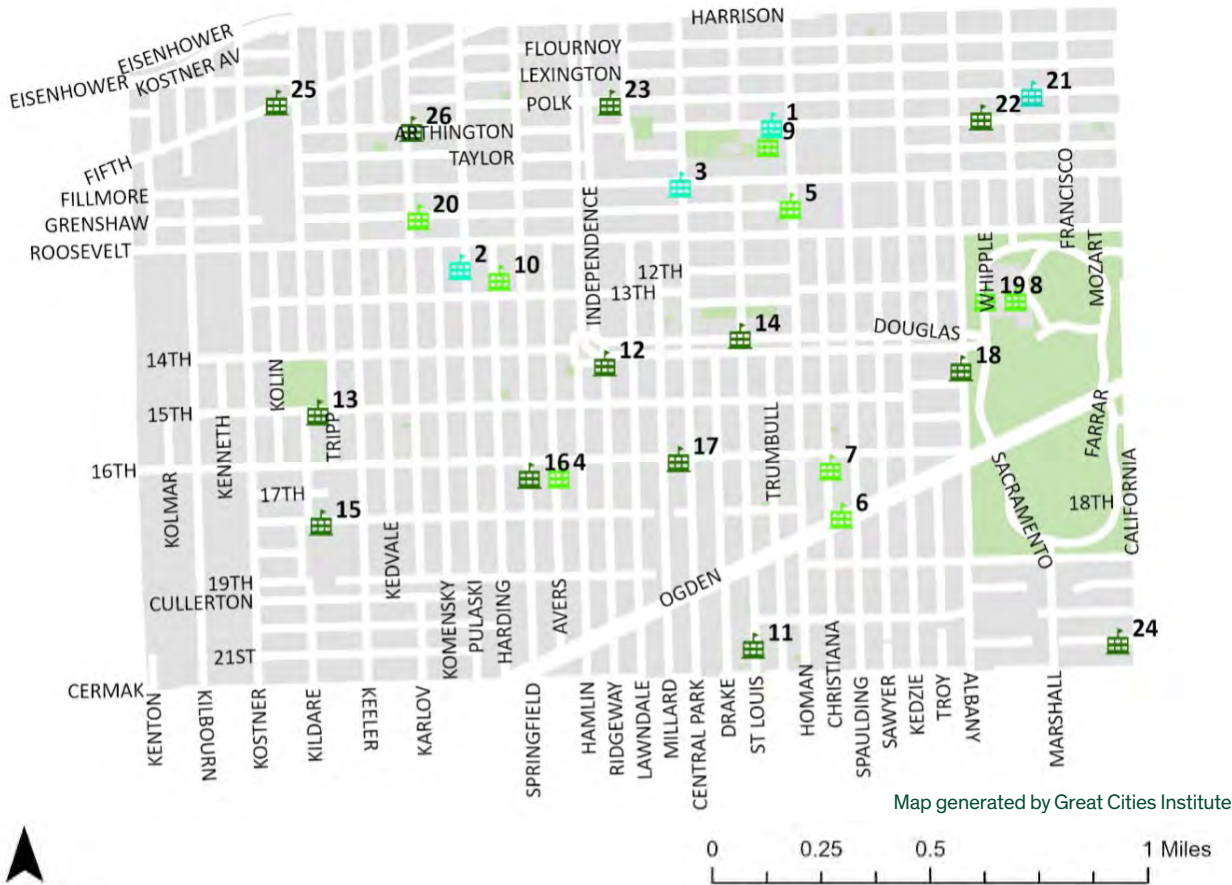 HARRISON
EISENHOWER
EISENHOWER
KOSTNER AV
FLOURNOY
LEXINGTON
POLK
25
23
21
22
26
1
ARTHINGTON
9
TAYLOR
FIFTH
3
FRANCISCO
FILLMORE
GRENSHAW
20
5
ROOSEVELT
INDEPENDENCE
2
10
12TH
13TH
WHIPPLE
MOZART
19
8
14
DOUGLAS
14TH
12
18
KOLIN
13
15TH
TRIPP
KENNETH
TRUMBULL
FARRAR
16TH
16
4
17
7
KOLMAR
17TH
15
6
SACRAMENTO
18TH
CALIFORNIA
KEDVALE
19TH
CULLERTON
KOMENSKY
PULASKI
HARDING
AVERS
OGDEN
11
24
21ST
CERMAK
KENTON
KILBOURN
KOSTNER
KILDARE
KEELER
KARLOV
SPRINGFIELD
HAMLIN
RIDGEWAY
LAWNDALE
MILLARD
CENTRAL PARK
DRAKE
ST LOUIS
HOMAN
CHRISTIANA
SPAULDING
SAWYER
KEDZIE
TROY
ALBANY
MARSHALL
Map generated by Great Cities Institute
0 0.25 0.5 1 Miles